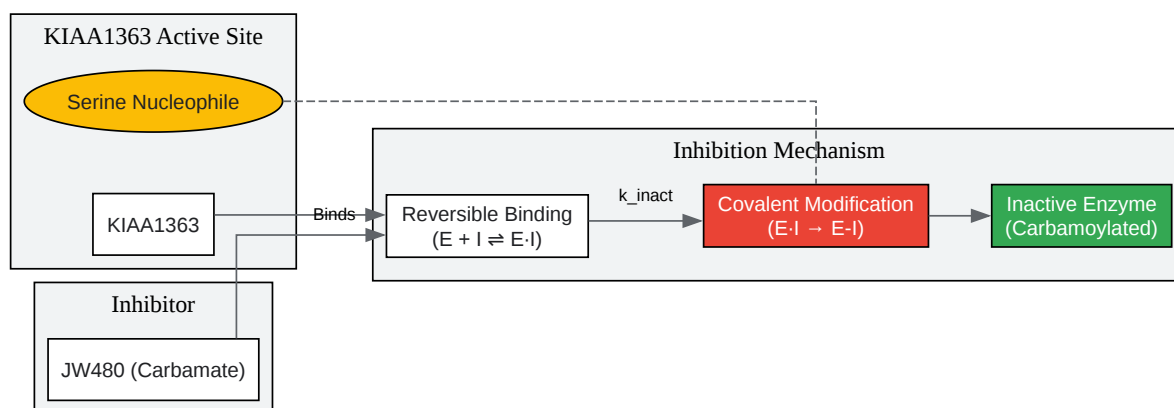 KIAA1363 Active Site
Serine Nucleophile
KIAA1363
Binds
Inhibitor
JW480 (Carbamate)
Inhibition Mechanism
Reversible Binding
(E + I ⇌ E·I)
k_inact
Covalent Modification
(E·I → E-I)
Inactive Enzyme
(Carbamoylated)